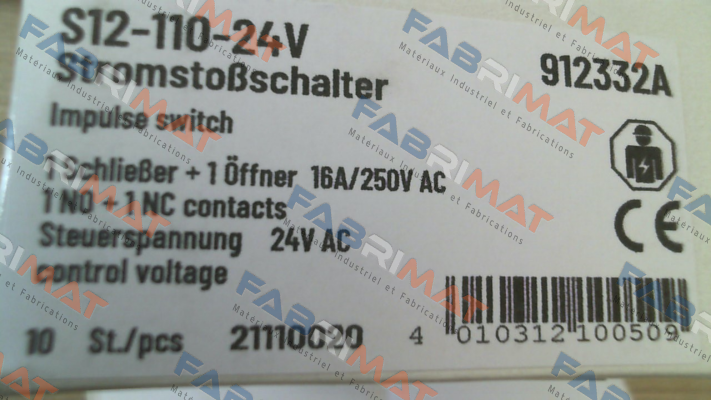 S12-110-24V
Stromstoßschalter 912332A
Impulse switch
1 Schließer + 1 Öffner 16A/250V AC
1 NO + 1 NC contacts
Steuerspannung 24V AC
control voltage
10 St./pcs 21110020
4 010312 100509
CE
FABRIMAT
Materiaux Industriel et Fabrications